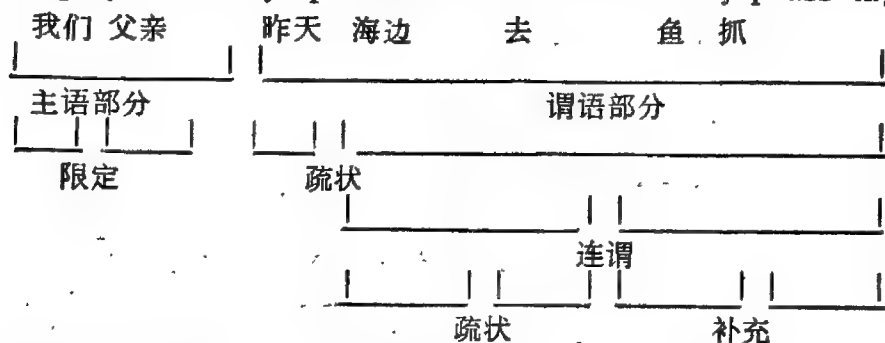 我们 父亲 昨天 海边 去 鱼 抓
主语部分 谓语部分
限定 疏状
连谓
疏状 补充